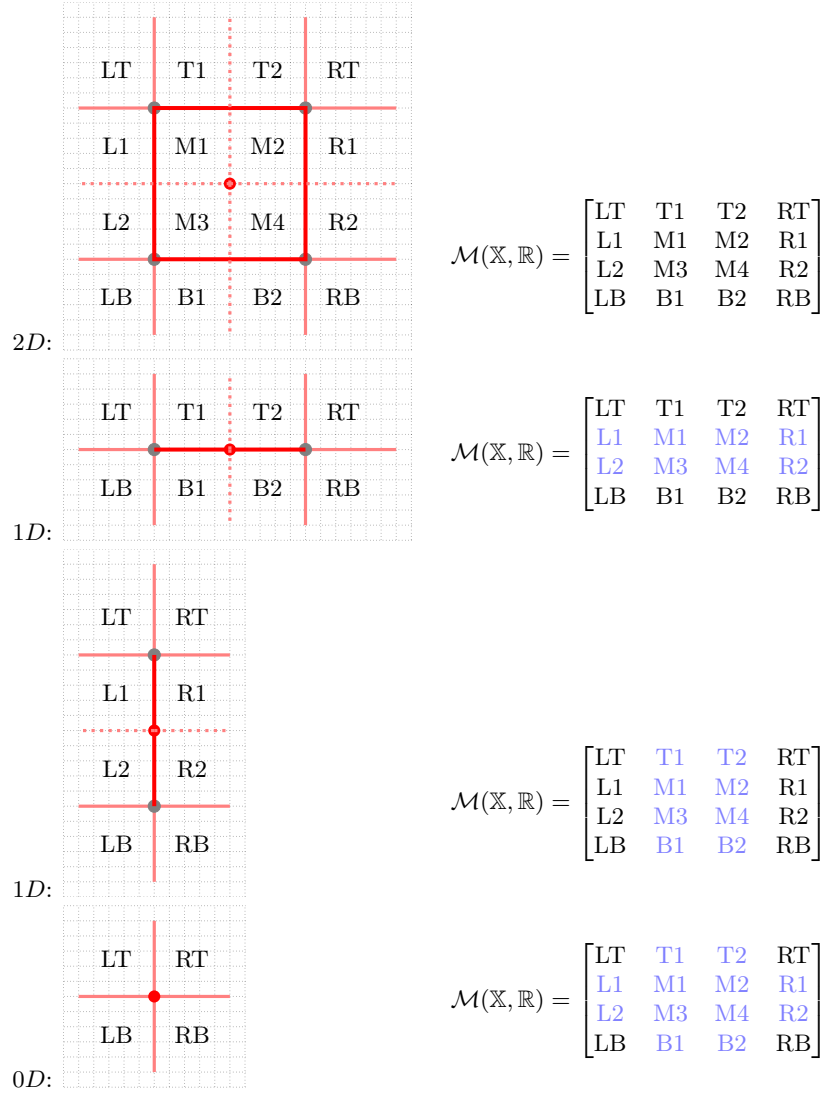 LT T1 T2 RT
L1 M1 M2 R1
L2 M3 M4 R2
LB B1 B2 RB
2D:
LT T1 T2 RT
L1 M1 M2 R1
ℳ(𝕏, ℝ) =
L2 M3 M4 R2
LB B1 B2 RB
LT T1 T2 RT
LB B1 B2 RB
1D:
LT T1 T2 RT
L1 M1 M2 R1
ℳ(𝕏, ℝ) =
L2 M3 M4 R2
LB B1 B2 RB
LT RT
L1 R1
L2 R2
LB RB
1D:
LT T1 T2 RT
L1 M1 M2 R1
ℳ(𝕏, ℝ) =
L2 M3 M4 R2
LB B1 B2 RB
LT RT
LB RB
0D:
LT T1 T2 RT
L1 M1 M2 R1
ℳ(𝕏, ℝ) =
L2 M3 M4 R2
LB B1 B2 RB